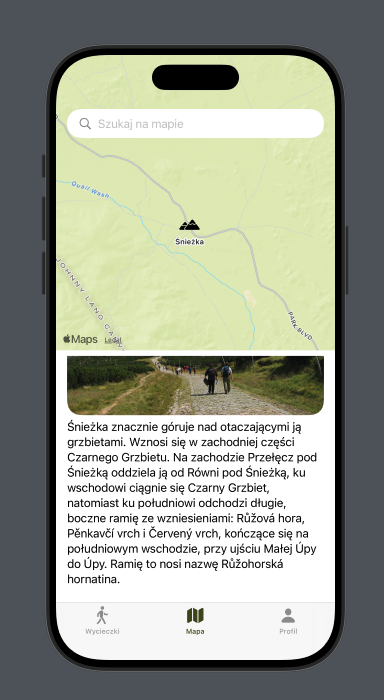 Szukaj na mapie
Quail Wash
Śnieżka
JOHNNY LANG CA
PARK BLVD
Maps
Legal
Śnieżka znacznie góruje nad otaczającymi ją
grzbietami. Wznosi się w zachodniej części
Czarnego Grzbietu. Na zachodzie Przełęcz pod
Śnieżką oddziela ją od Równi pod Śnieżką, ku
wschodowi ciągnie się Czarny Grzbiet,
natomiast ku południowi odchodzi długie,
boczne ramię ze wzniesieniami: Růžová hora,
Pěnkavčí vrch i Červený vrch, kończące się na
południowym wschodzie, przy ujściu Małej Úpy
do Úpy. Ramię to nosi nazwę Růžohorská
hornatina.
Wycieczki
Mapa
Profil